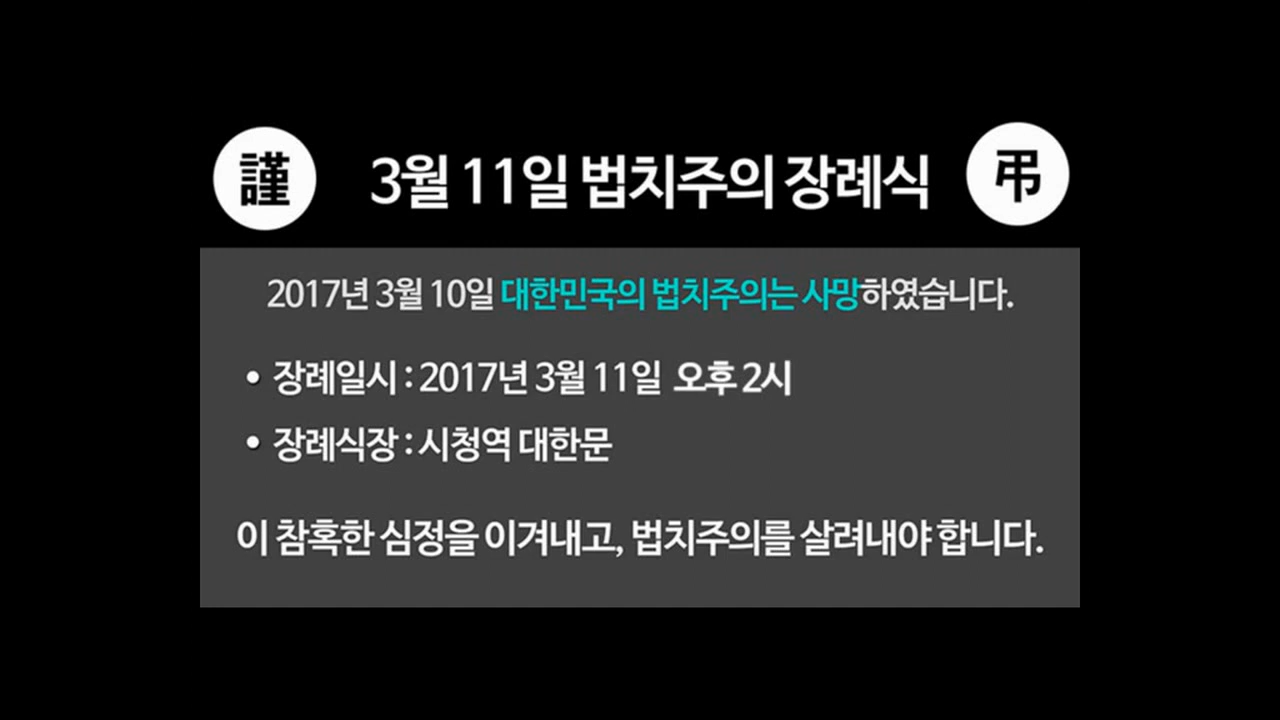 謹 3월 11일 법치주의 장례식 弔
2017년 3월 10일 대한민국의 법치주의는 사망하였습니다.
• 장례일시 : 2017년 3월 11일 오후 2시
• 장례식장 : 시청역 대한문
이 참혹한 심정을 이겨내고, 법치주의를 살려내야 합니다.